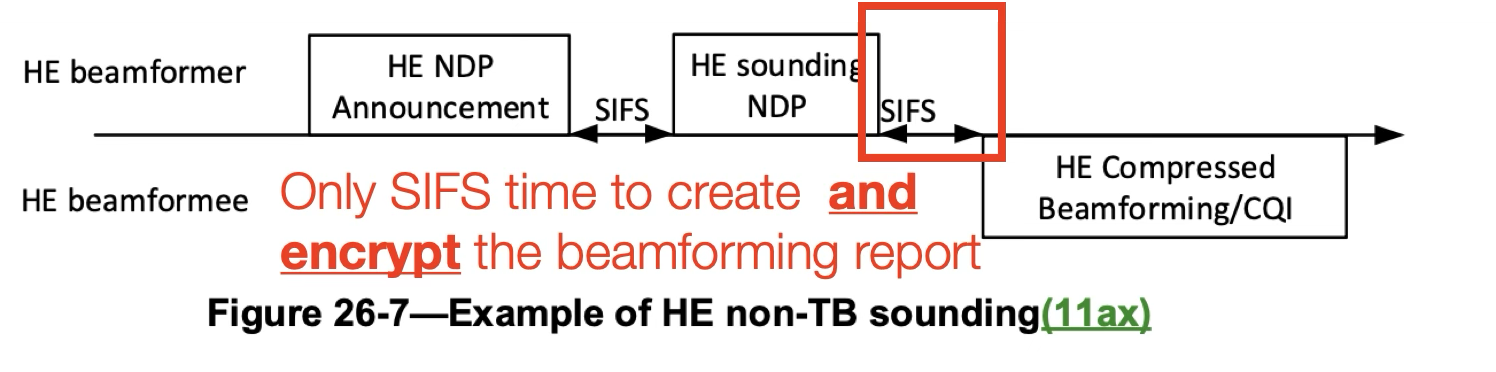 HE beamformer
HE NDP
Announcement
SIFS
HE sounding
NDP
SIFS
HE beamformee
HE Compressed
Beamforming/CQI
Only SIFS time to create and
encrypt the beamforming report
Figure 26-7—Example of HE non-TB sounding(11ax)